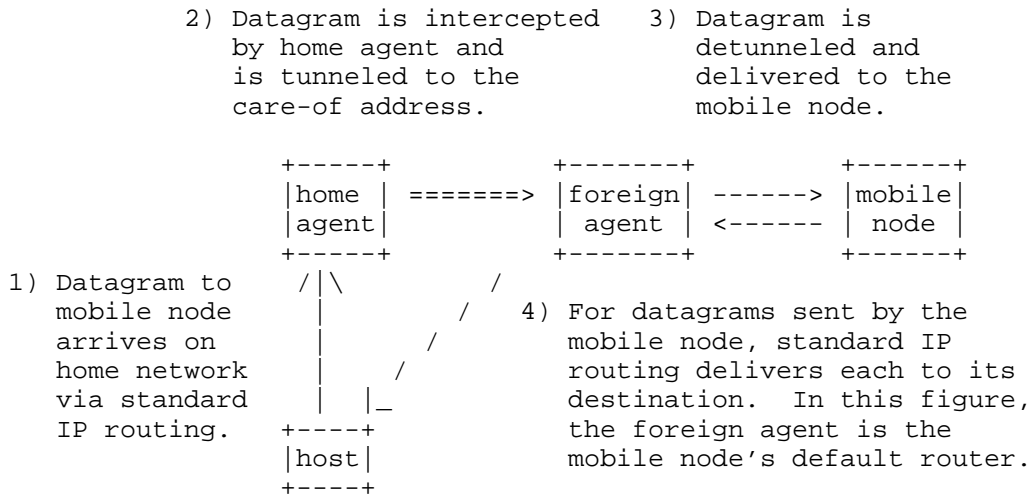 2) Datagram is intercepted   3) Datagram is
by home agent and            detunneled and
is tunneled to the           delivered to the
care-of address.             mobile node.
+-----+          +-------+         +------+
|home | =======> |foreign| ------> |mobile|
|agent|          | agent | <------ | node |
+-----+          +-------+         +------+
1) Datagram to    /|\         /
mobile node      |        /   4) For datagrams sent by the
arrives on       |      /        mobile node, standard IP
home network     |    /          routing delivers each to its
via standard     |  |_           destination.  In this figure,
IP routing.   +----+             the foreign agent is the
|host|             mobile node's default router.
+----+